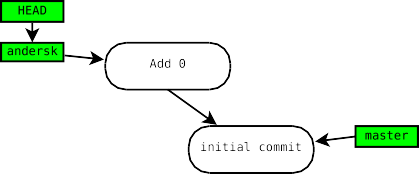 HEAD
andersk
Add 0
initial commit
master